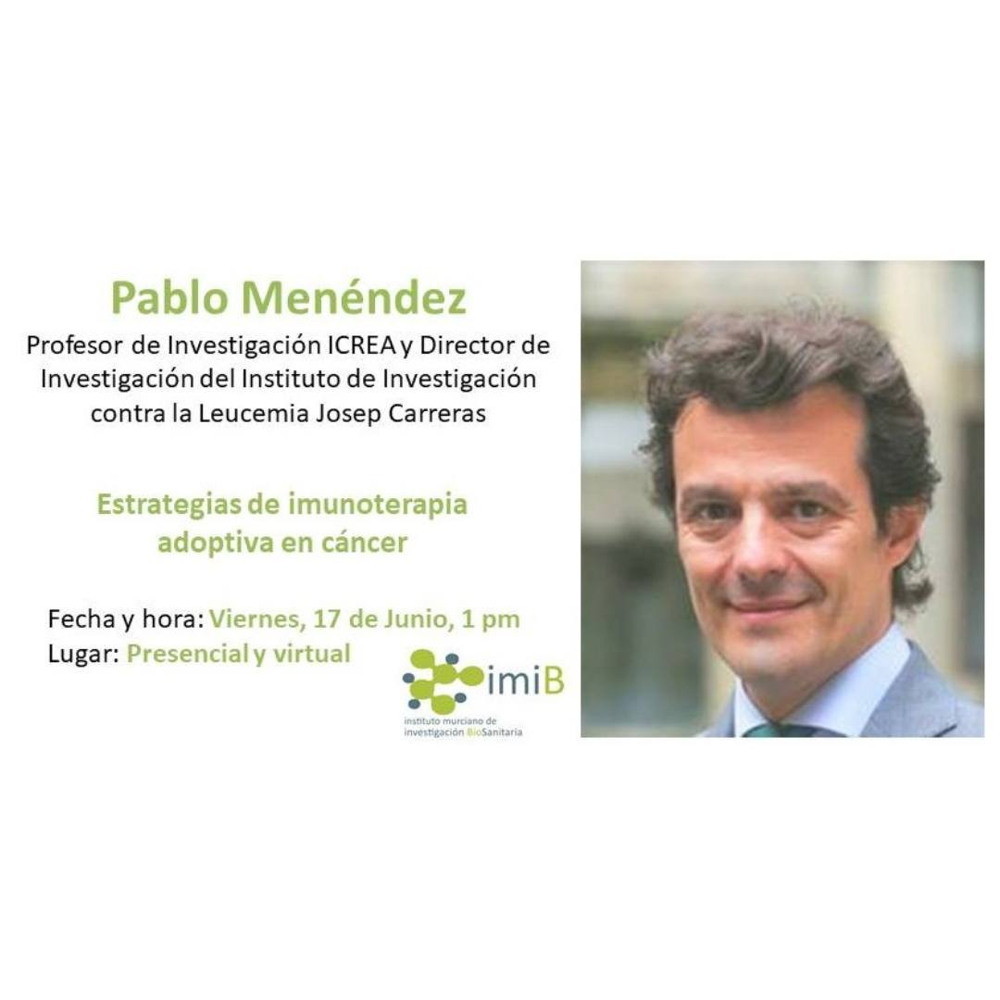 Pablo Menéndez
Profesor de Investigación ICREA y Director de
Investigación del Instituto de Investigación
contra la Leucemia Josep Carreras
Estrategias de imunoterapia
adoptiva en cáncer
Fecha y hora: Viernes, 17 de Junio, 1 pm
Lugar: Presencial y virtual
imiB
instituto murciano de
investigación BioSanitaria